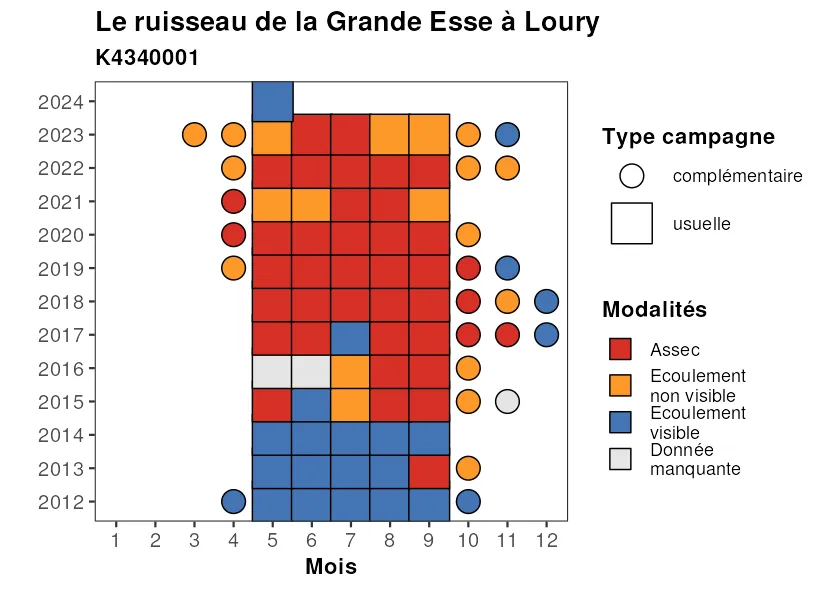 Le ruisseau de la Grande Esse à Loury
K4340001
2024
2023
2022
2021
2020
2019
2018
2017
2016
2015
2014
2013
2012
1 2 3 4 5 6 7 8 9 10 11 12
Mois
Type campagne
complémentaire
usuelle
Modalités
Assec
Ecoulement
non visible
Ecoulement
visible
Donnée
manquante